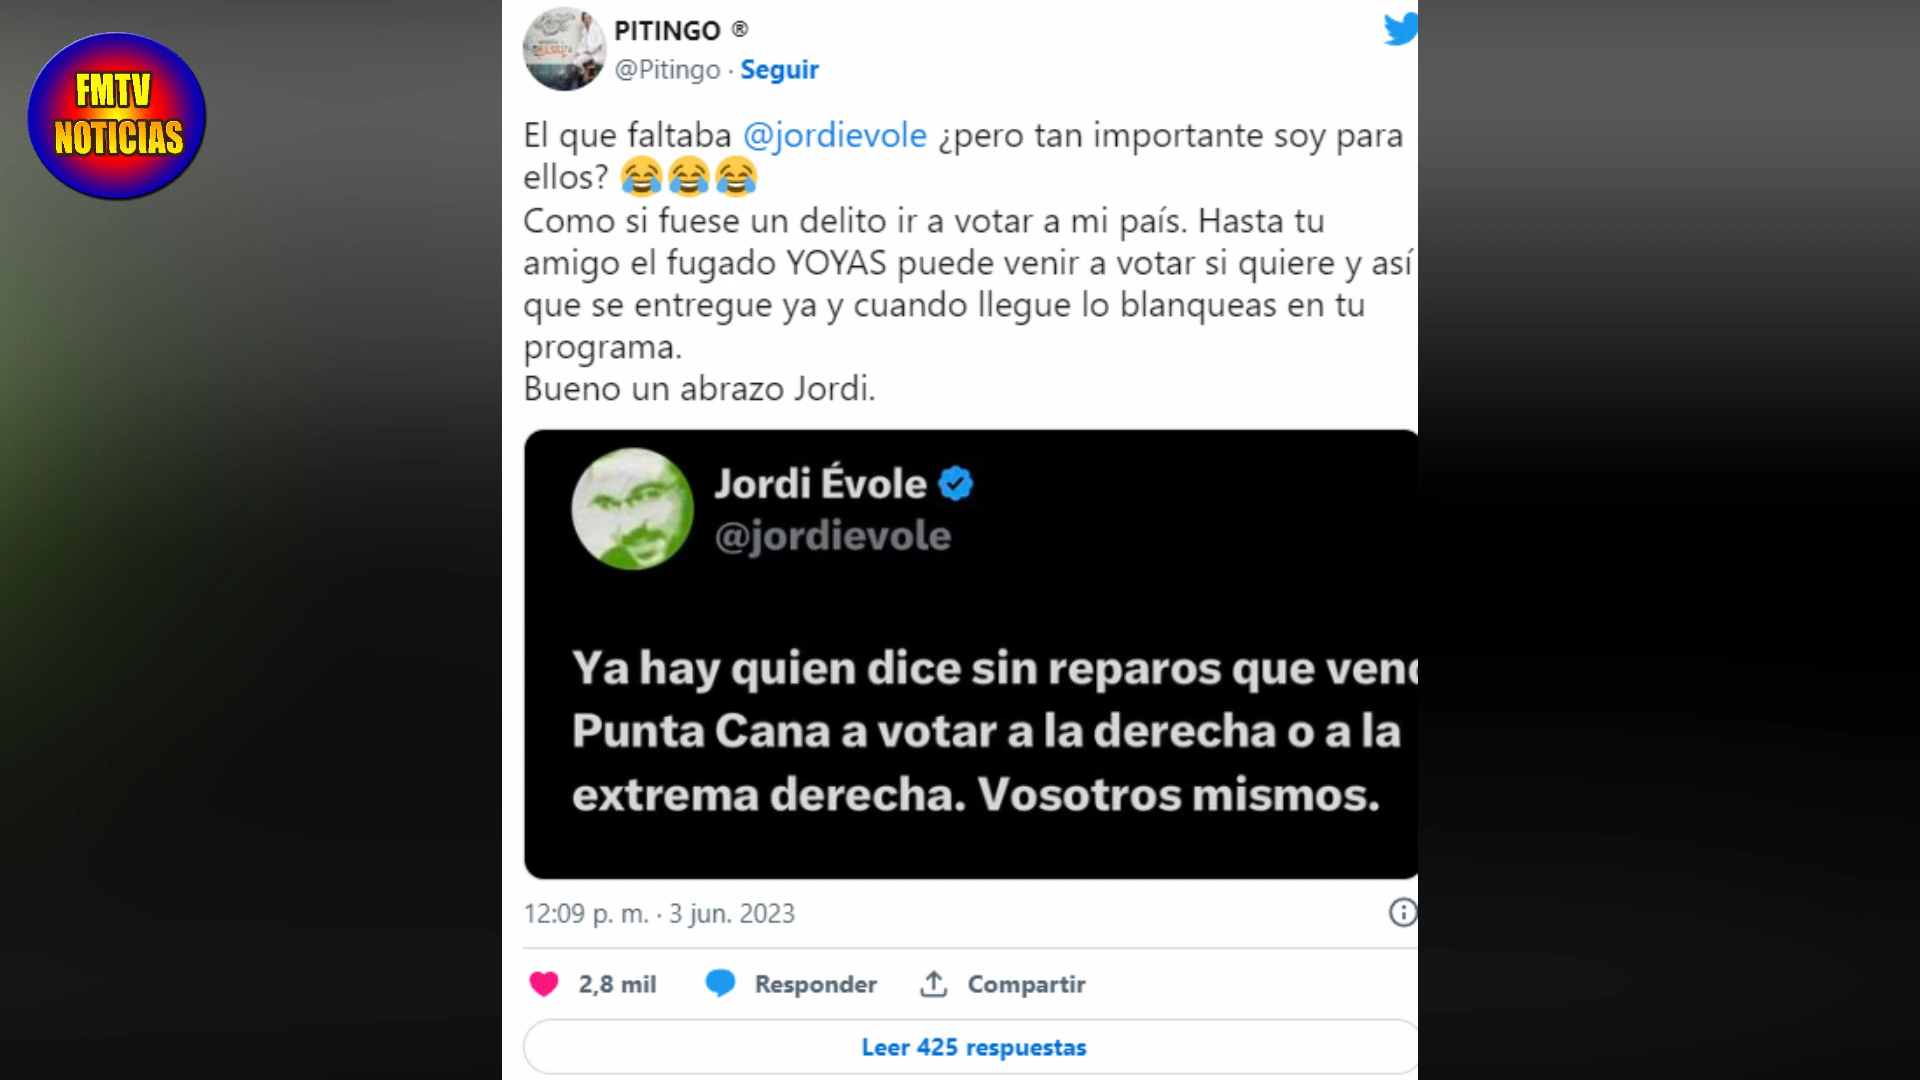 FMTV
NOTICIAS
PITINGO ®
@Pitingo · Seguir
El que faltaba @jordievole ¿pero tan importante soy para
ellos? 😂😂😂
Como si fuese un delito ir a votar a mi país. Hasta tu
amigo el fugado YOYAS puede venir a votar si quiere y así
que se entregue ya y cuando llegue lo blanqueas en tu
programa.
Bueno un abrazo Jordi.
Jordi Évole
@jordievole
Ya hay quien dice sin reparos que
Punta Cana a votar a la derecha o a la
extrema derecha. Vosotros mismos.
12:09 p. m. · 3 jun. 2023
2,8 mil
Responder
Compartir
Leer 425 respuestas